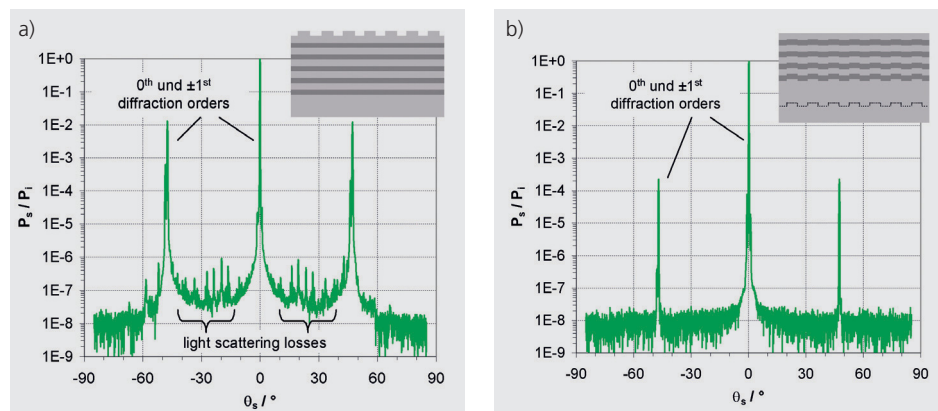 a)
0th und ±1st
diffraction orders
1E+0
1E-1
1E-2
1E-3
1E-4
1E-5
1E-6
1E-7
1E-8
1E-9
Ps / Pi
light scattering losses
-90 -60 -30 0 30 60 90
θs / °
b)
0th und ±1st
diffraction orders
1E+0
1E-1
1E-2
1E-3
1E-4
1E-5
1E-6
1E-7
1E-8
1E-9
Ps / Pi
-90 -60 -30 0 30 60 90
θs / °